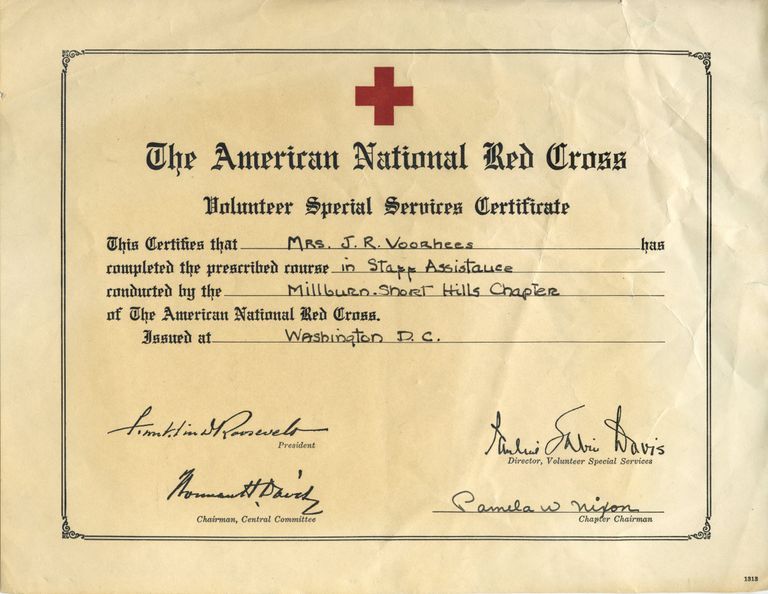 The American National Red Cross
Volunteer Special Services Certificate
This Certifies that Mrs. J. R. Voorhees has
completed the prescribed course in Staff Assistance
conducted by the Millburn-Short Hills Chapter
of The American National Red Cross.
Issued at Washington D.C.
Franklin D Roosevelt
President
Davis
Director, Volunteer Special Services
Norman H. Davis
Chairman, Central Committee
Pamela W Nixon
Chapter Chairman
1318